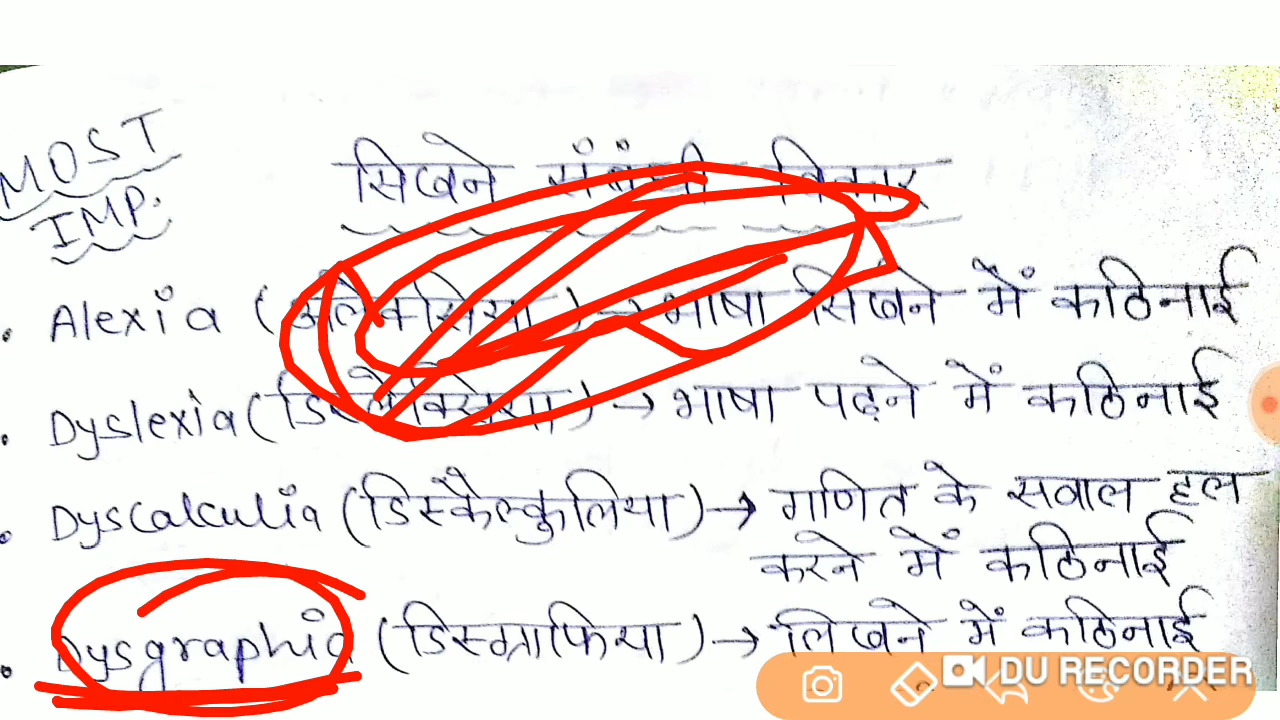 MOST
IMP.
सिखने संबंधी विकार
. Alexia (अलेक्सिया) → भाषा सिखने में कठिनाई
. Dyslexia (डिस्लेक्सिया) → भाषा पढ़ने में कठिनाई
. Dyscalculia (डिस्कैल्कुलिया) → गणित के सवाल हल
करने में कठिनाई
. Dysgraphia (डिस्ग्राफिया) → लिखने में कठिनाई
DU RECORDER